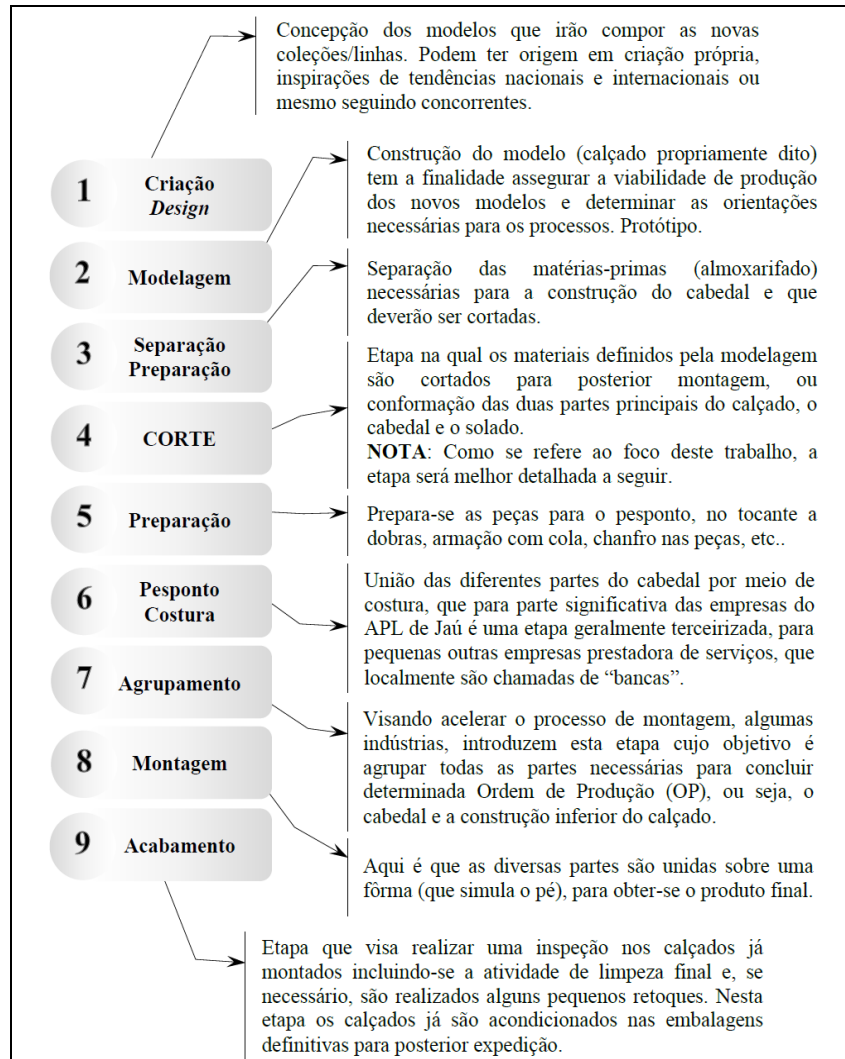 Concepção dos modelos que irão compor as novas
coleções/linhas. Podem ter origem em criação própria,
inspirações de tendências nacionais e internacionais ou
mesmo seguindo concorrentes.
1
Criação
Design
Construção do modelo (calçado propriamente dito)
tem a finalidade assegurar a viabilidade de produção
dos novos modelos e determinar as orientações
necessárias para os processos. Protótipo.
2
Modelagem
Separação das matérias-primas (almoxarifado)
necessárias para a construção do cabedal e que
deverão ser cortadas.
3
Separação
Preparação
Etapa na qual os materiais definidos pela modelagem
são cortados para posterior montagem, ou
conformação das duas partes principais do calçado, o
cabedal e o solado.
NOTA: Como se refere ao foco deste trabalho, a
etapa será melhor detalhada a seguir.
4
CORTE
5
Preparação
Prepara-se as peças para o pesponto, no tocante a
dobras, armação com cola, chanfro nas peças, etc..
6
Pesponto
Costura
União das diferentes partes do cabedal por meio de
costura, que para parte significativa das empresas do
APL de Jaú é uma etapa geralmente terceirizada, para
pequenas outras empresas prestadora de serviços, que
localmente são chamadas de “bancas”.
7
Agrupamento
Visando acelerar o processo de montagem, algumas
indústrias, introduzem esta etapa cujo objetivo é
agrupar todas as partes necessárias para concluir
determinada Ordem de Produção (OP), ou seja, o
cabedal e a construção inferior do calçado.
8
Montagem
Aqui é que as diversas partes são unidas sobre uma
fôrma (que simula o pé), para obter-se o produto final.
9
Acabamento
Etapa que visa realizar uma inspeção nos calçados já
montados incluindo-se a atividade de limpeza final e, se
necessário, são realizados alguns pequenos retoques. Nesta
etapa os calçados já são acondicionados nas embalagens
definitivas para posterior expedição.